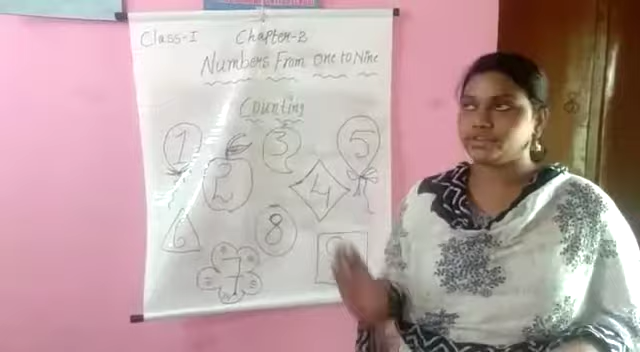 Class-I Chapter-2
Numbers From One to Nine
Counting
1 2 3 4 5
6 7 8